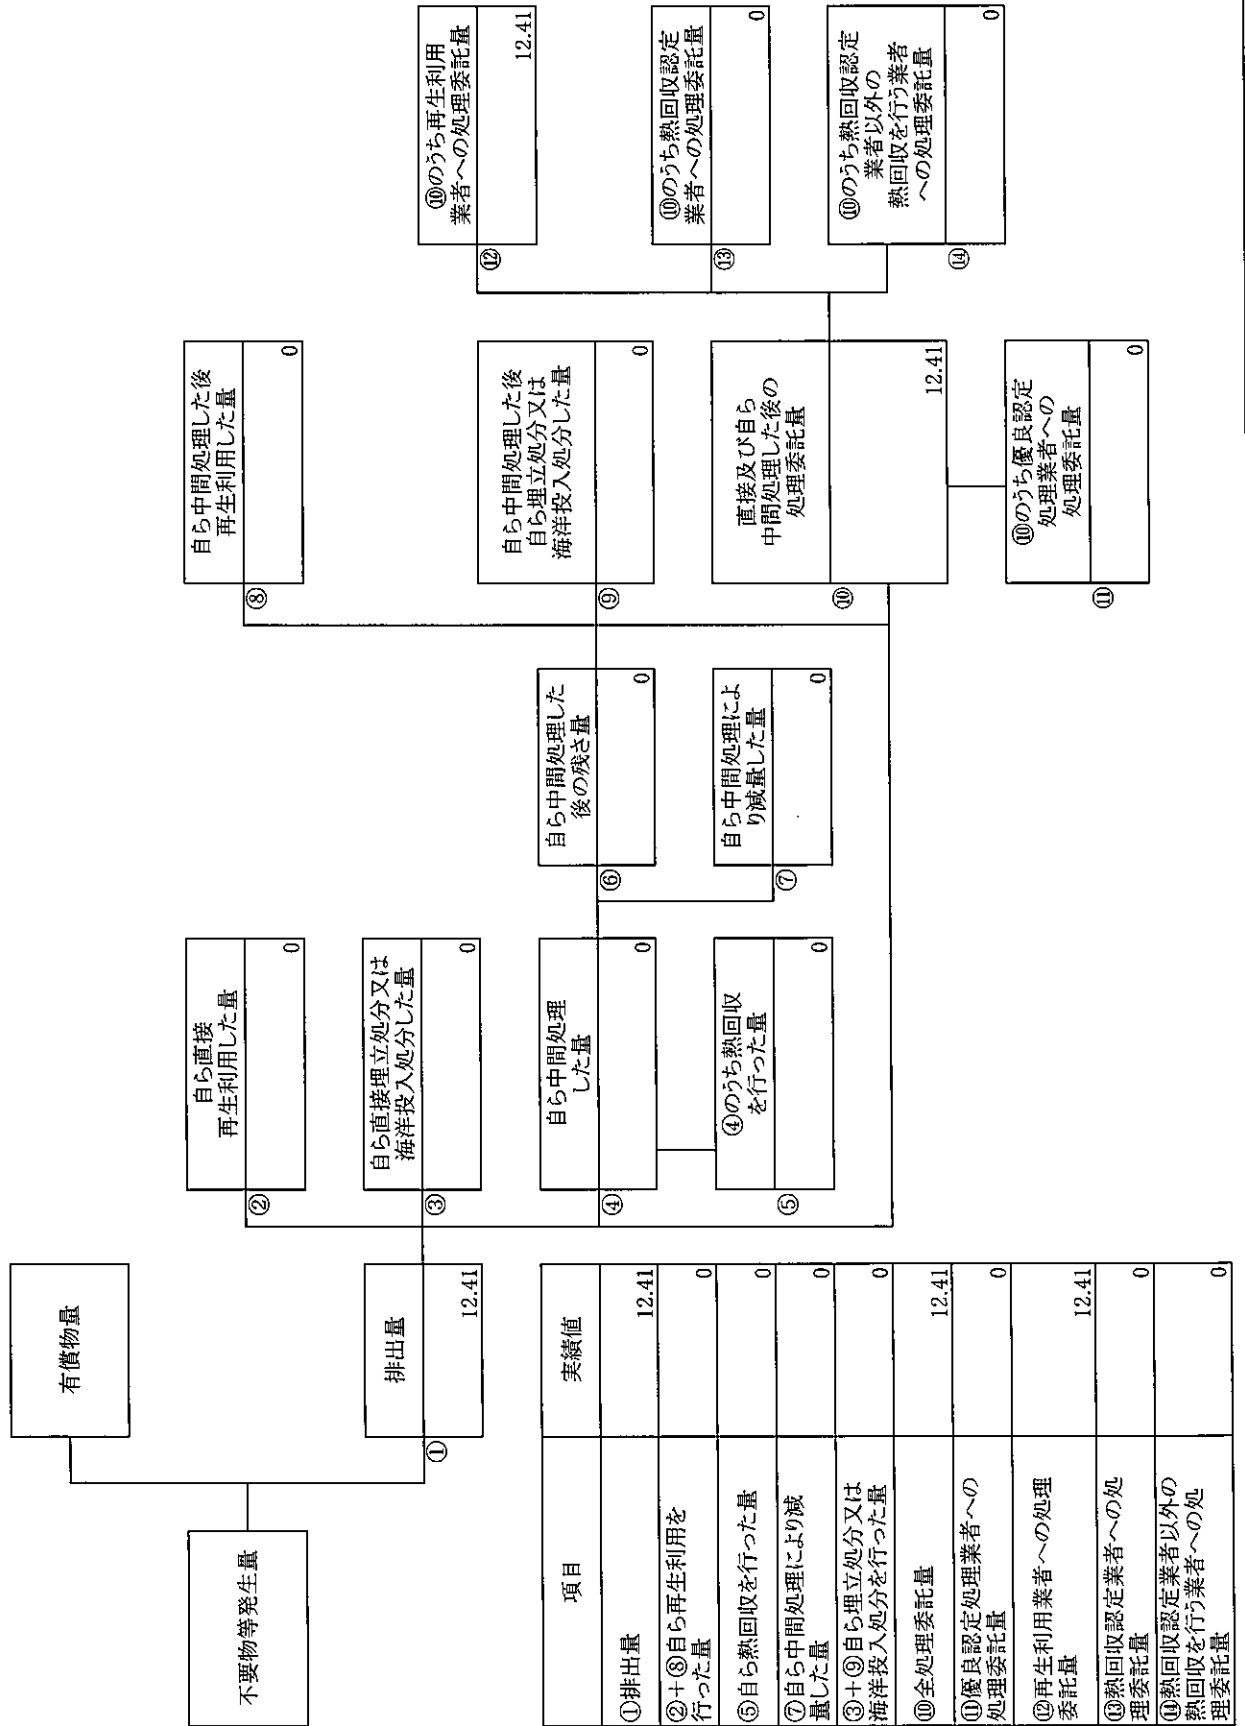 不要物等発生量
有償物量
①
排出量
12.41
②
自ら直接
再生利用した量
0
③
自ら直接埋立処分又は
海洋投入処分した量
0
④
自ら中間処理
した量
0
⑤
④のうち熱回収
を行った量
0
⑥
自ら中間処理した
後の残さ量
0
⑦
自ら中間処理によ
り減量した量
0
⑧
自ら中間処理した後
再生利用した量
0
⑨
自ら中間処理した後
自ら埋立処分又は
海洋投入処分した量
0
⑩
直接及び自ら
中間処理した後の
処理委託量
12.41
⑪
⑩のうち優良認定
処理業者への
処理委託量
0
⑫
⑩のうち再生利用
業者への処理委託量
12.41
⑬
⑩のうち熱回収認定
業者への処理委託量
0
⑭
⑩のうち熱回収認定
業者以外の
熱回収を行う業者
への処理委託量
0
項目 実績値
①排出量 12.41
②+⑧自ら再生利用を
行った量 0
⑤自ら熱回収を行った量 0
⑦自ら中間処理により減
量した量 0
③+⑨自ら埋立処分又は
海洋投入処分を行った量 0
⑩全処理委託量 12.41
⑪優良認定処理業者への
処理委託量 0
⑫再生利用業者への処理
委託量 12.41
⑬熱回収認定業者への処
理委託量 0
⑭熱回収認定業者以外の
熱回収を行う業者への処
理委託量 0